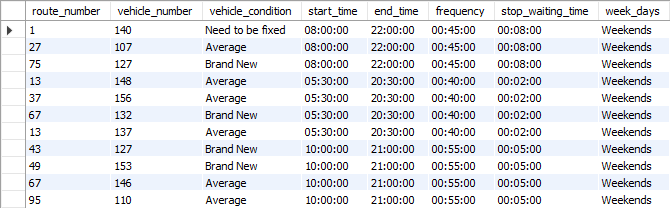 route_number vehicle_number vehicle_condition start_time end_time frequency stop_waiting_time week_days
1 140 Need to be fixed 08:00:00 22:00:00 00:45:00 00:08:00 Weekends
27 107 Average 08:00:00 22:00:00 00:45:00 00:08:00 Weekends
75 127 Brand New 08:00:00 22:00:00 00:45:00 00:08:00 Weekends
13 148 Average 05:30:00 20:30:00 00:40:00 00:02:00 Weekends
37 156 Average 05:30:00 20:30:00 00:40:00 00:02:00 Weekends
67 132 Brand New 05:30:00 20:30:00 00:40:00 00:02:00 Weekends
13 137 Average 05:30:00 20:30:00 00:40:00 00:02:00 Weekends
43 127 Brand New 10:00:00 21:00:00 00:55:00 00:05:00 Weekends
49 153 Brand New 10:00:00 21:00:00 00:55:00 00:05:00 Weekends
67 146 Average 10:00:00 21:00:00 00:55:00 00:05:00 Weekends
95 110 Average 10:00:00 21:00:00 00:55:00 00:05:00 Weekends